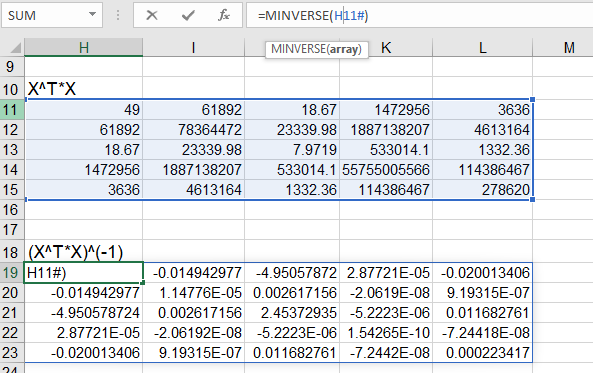 SUM =MINVERSE(H11#)
MINVERSE(array)
H I K L M
9
10 X^T*X
11 49 61892 18.67 1472956 3636
12 61892 78364472 23339.98 1887138207 4613164
13 18.67 23339.98 7.9719 533014.1 1332.36
14 1472956 1887138207 533014.1 55755005566 114386467
15 3636 4613164 1332.36 114386467 278620
16
17
18 (X^T*X)^(-1)
19 H11#) -0.014942977 -4.95057872 2.87721E-05 -0.020013406
20 -0.014942977 1.14776E-05 0.002617156 -2.0619E-08 9.19315E-07
21 -4.950578724 0.002617156 2.45372935 -5.2223E-06 0.011682761
22 2.87721E-05 -2.06192E-08 -5.2223E-06 1.54265E-10 -7.24418E-08
23 -0.020013406 9.19315E-07 0.011682761 -7.2442E-08 0.000223417